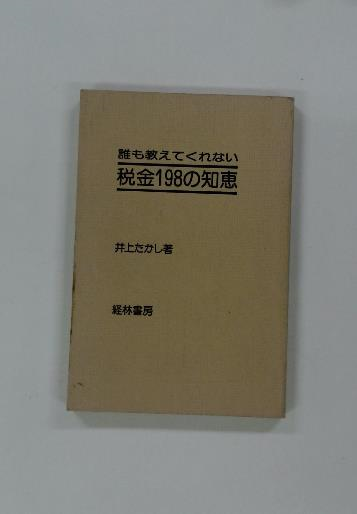 誰も教えてくれない
税金198の知恵
井上たかし著
経林書房